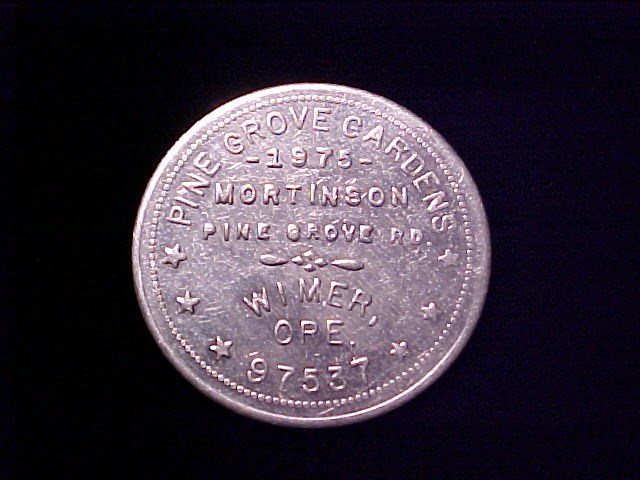 PINE GROVE GARDENS
-1975-
MORTINSON
PINE GROVE RD.
WIMER,
ORE.
97537